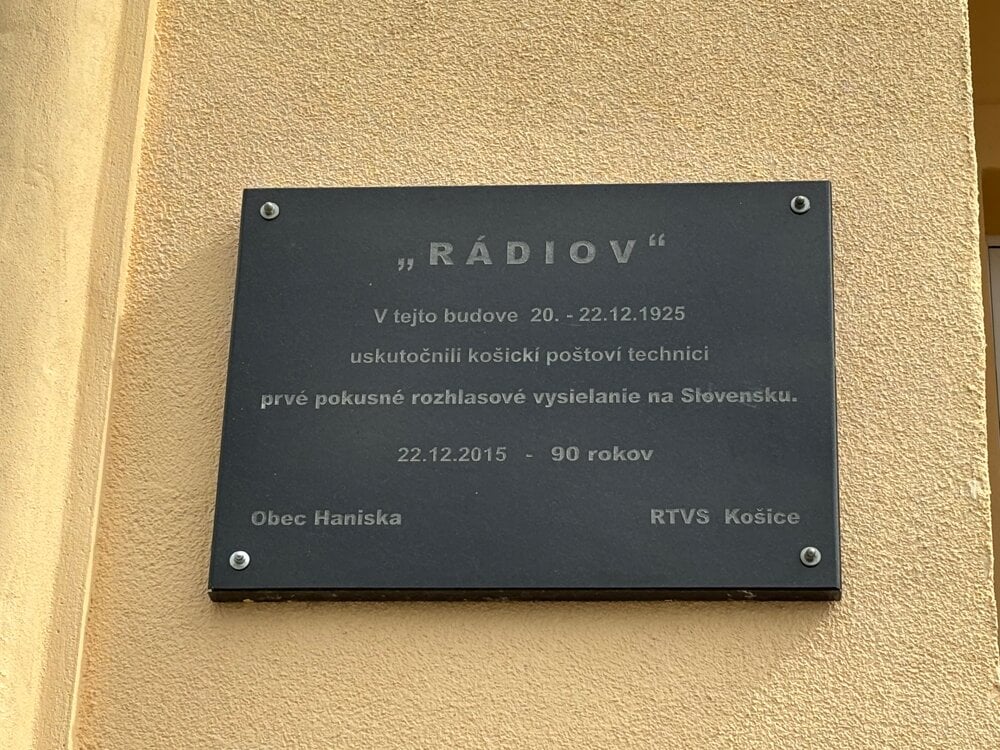 „RÁDIOV“
V tejto budove 20. - 22.12.1925
uskutočnili košickí poštoví technici
prvé pokusné rozhlasové vysielanie na Slovensku.
22.12.2015 - 90 rokov
Obec Haniska RTVS Košice